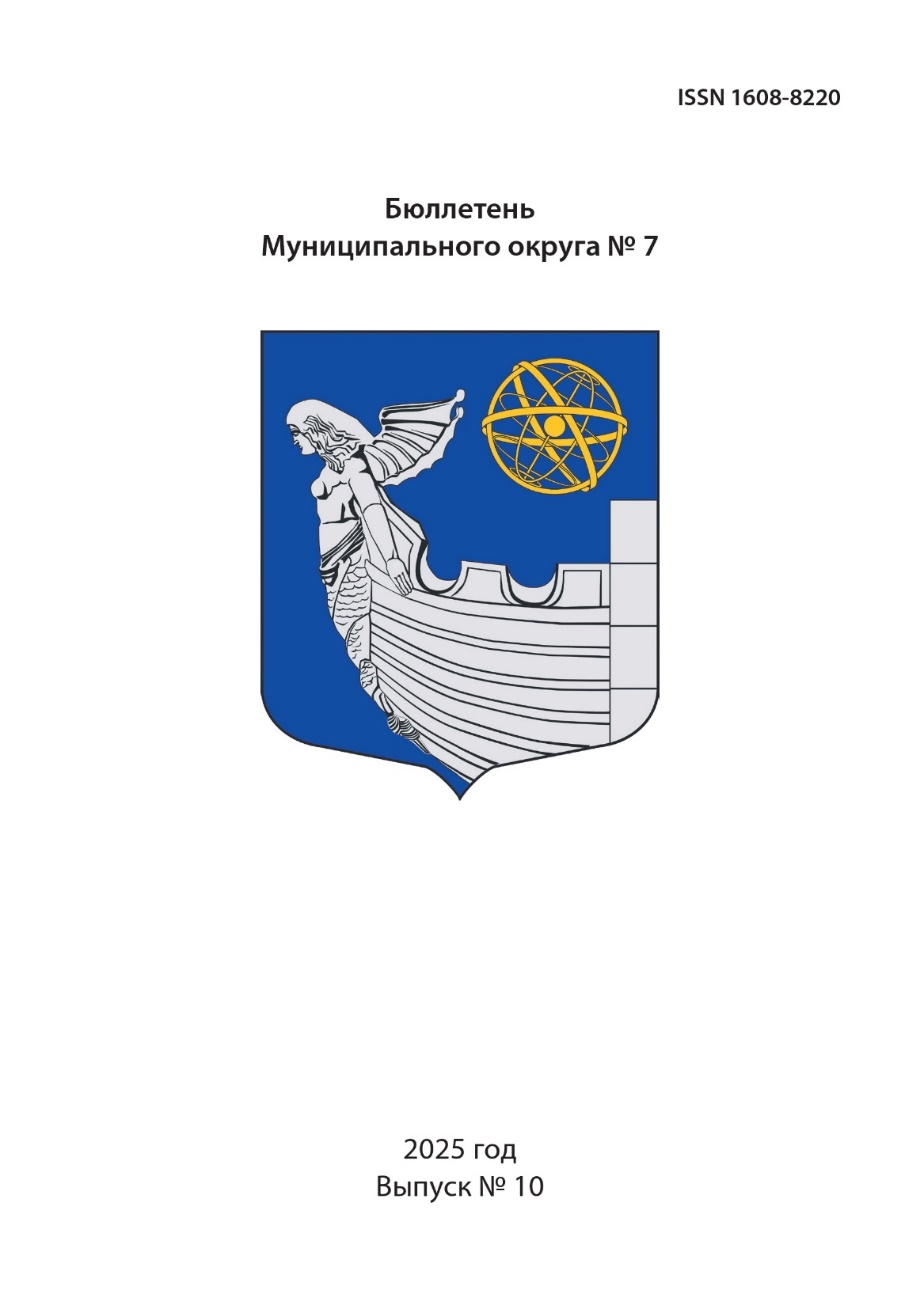 ISSN 1608-8220
Бюллетень
Муниципального округа № 7
2025 год
Выпуск № 10